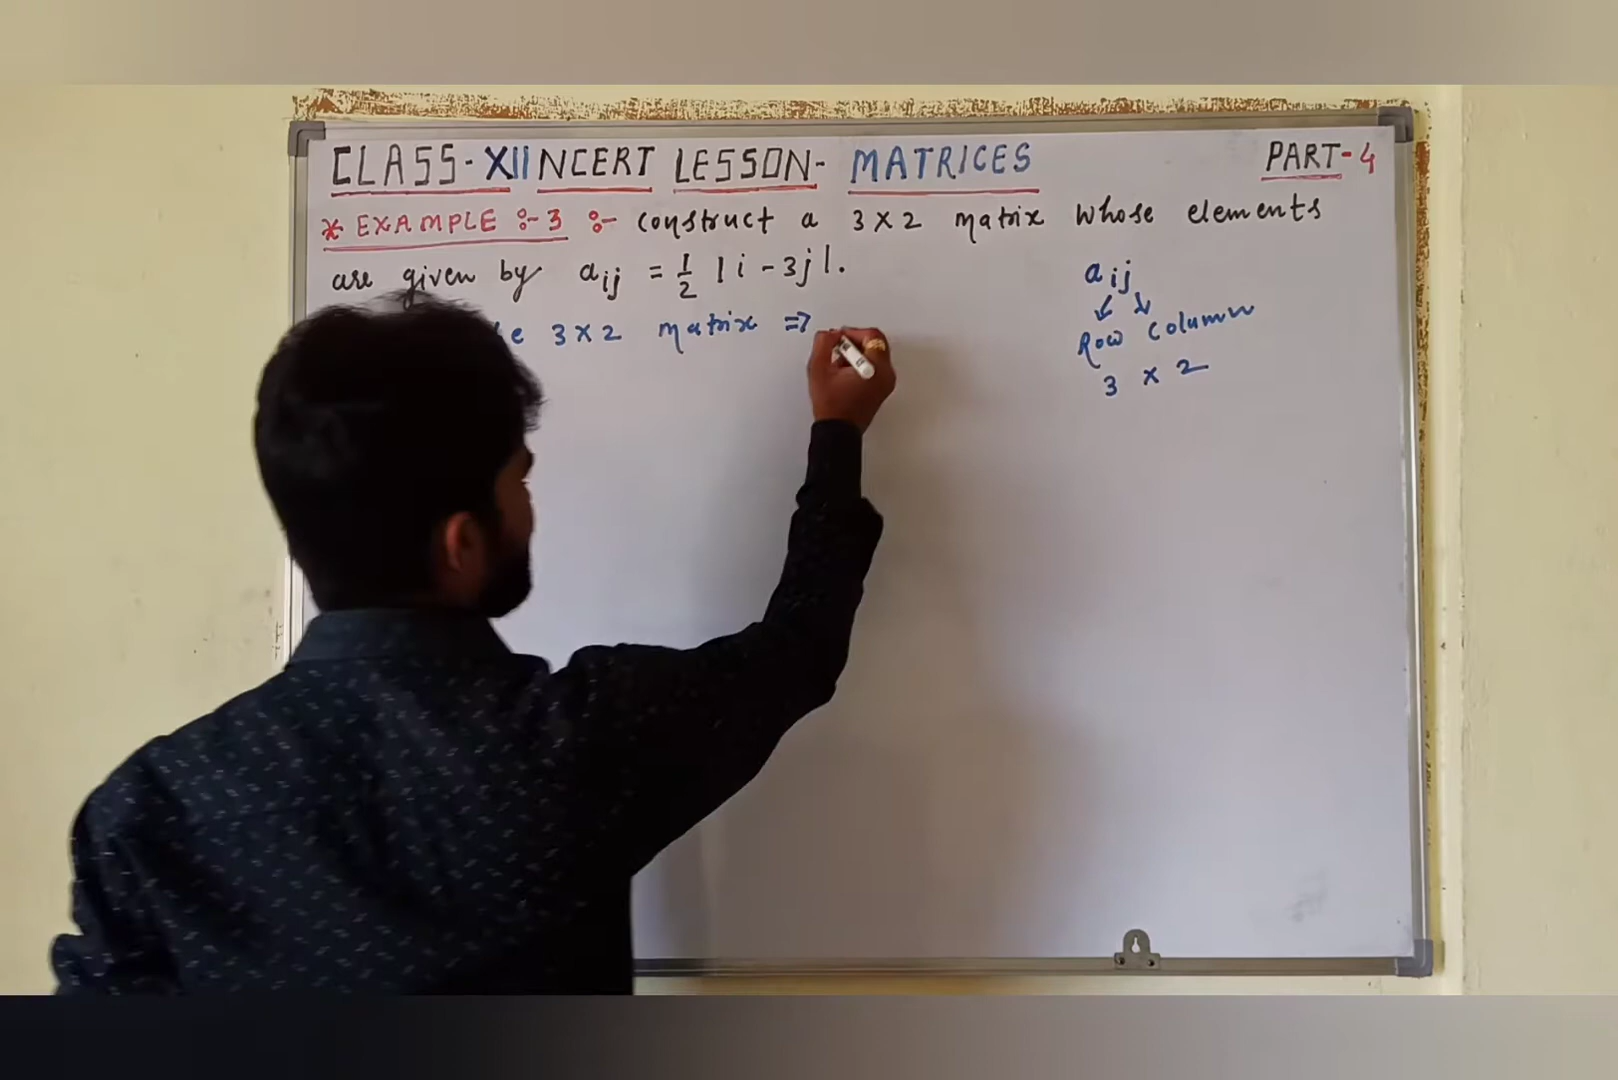 CLASS-XII NCERT LESSON- MATRICES PART-4
* EXAMPLE :- 3 :- construct a 3 x 2 matrix whose elements
are given by aij = 1/2 |i - 3j|.
3 x 2 matrix =>
aij
↙ ↘
Row Column
3 x 2